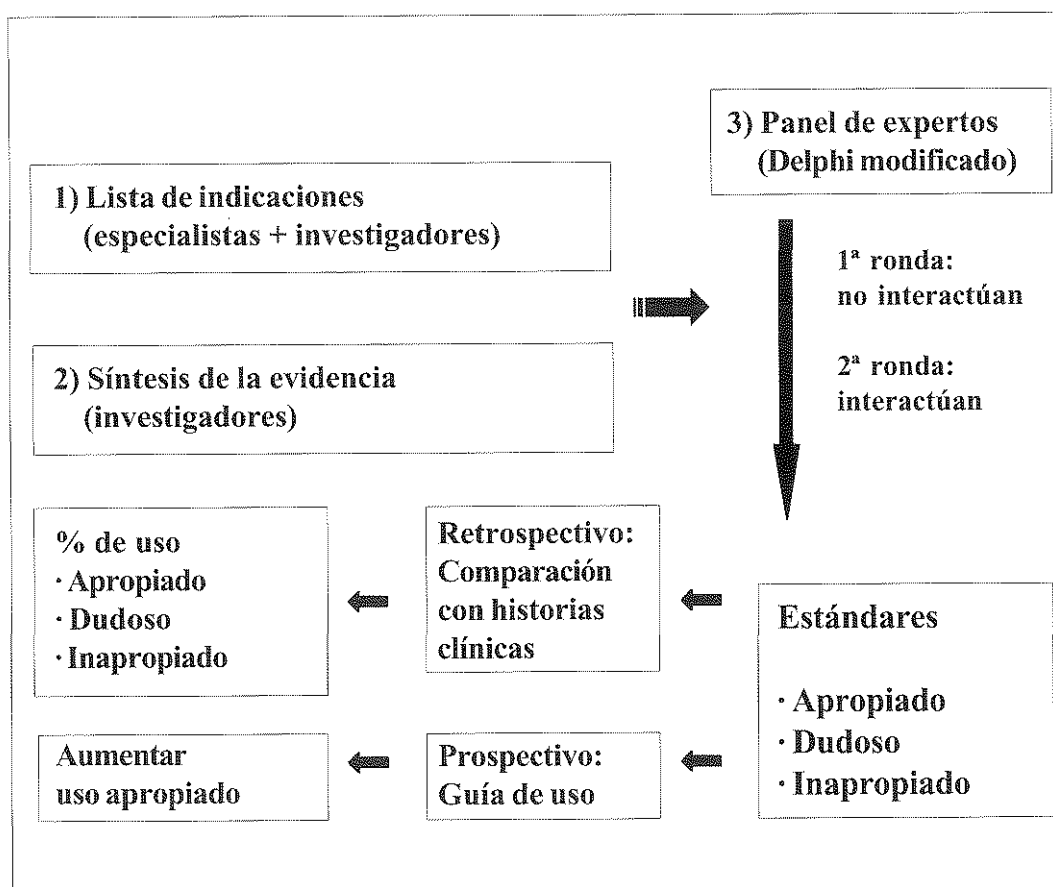 1) Lista de indicaciones
(especialistas + investigadores)
2) Síntesis de la evidencia
(investigadores)
3) Panel de expertos
(Delphi modificado)
1ª ronda:
no interactúan
2ª ronda:
interactúan
Estándares
· Apropiado
· Dudoso
· Inapropiado
Retrospectivo:
Comparación
con historias
clínicas
% de uso
· Apropiado
· Dudoso
· Inapropiado
Prospectivo:
Guía de uso
Aumentar
uso apropiado